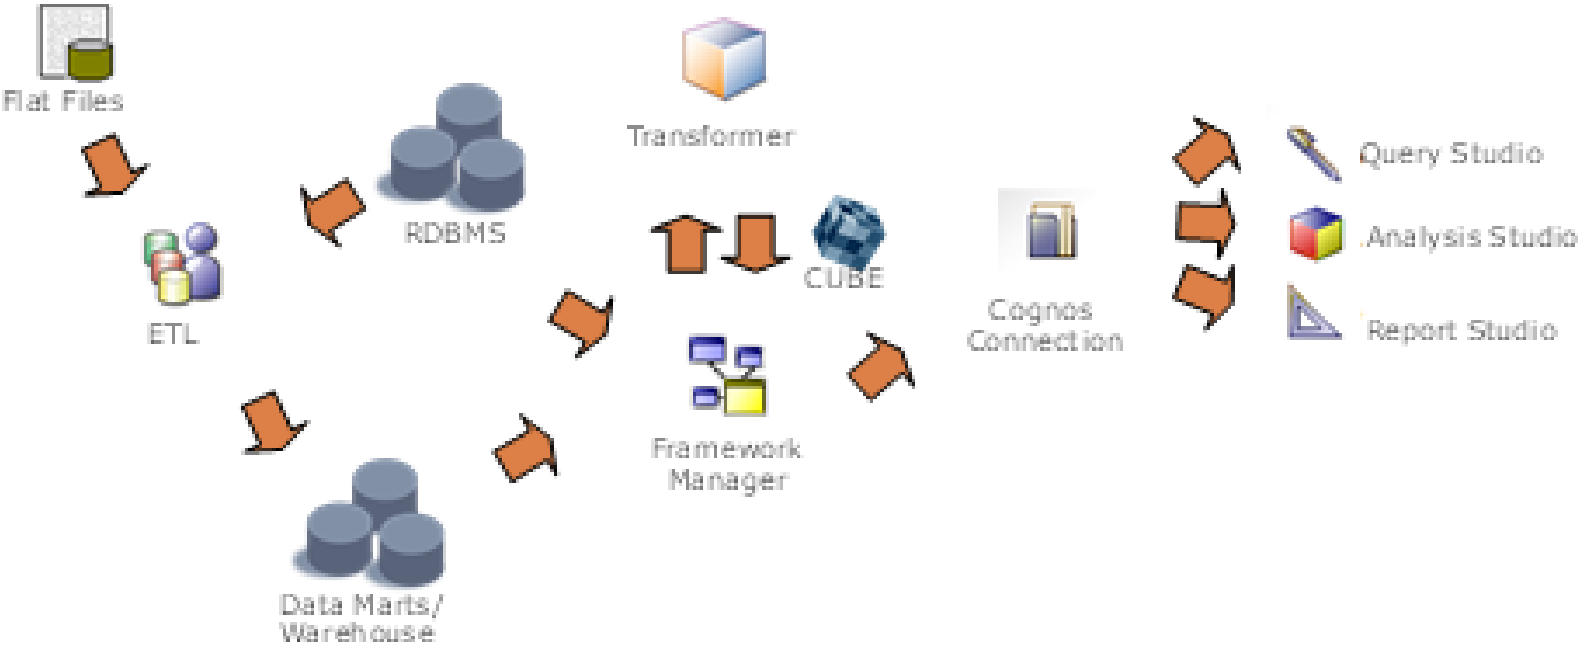 Flat Files
Transformer
Query Studio
RDBMS
Analysis Studio
CUBE
ETL
Cognos
Connection
Report Studio
Framework
Manager
Data Marts/
Warehouse